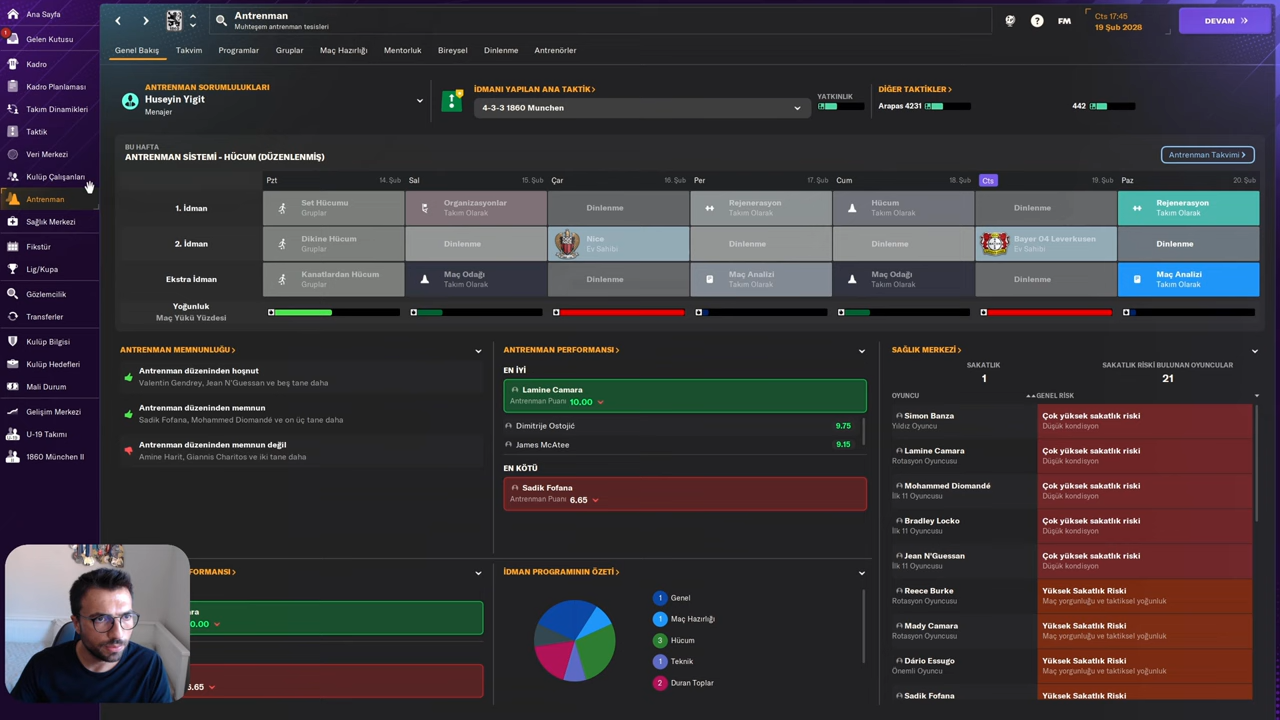 Ana Sayfa
1
Gelen Kutusu
Kadro
Kadro Planlaması
Takım Dinamikleri
Taktik
Veri Merkezi
Kulüp Çalışanları
Antrenman
Sağlık Merkezi
Fikstür
Lig/Kupa
Gözlemcilik
Transferler
Kulüp Bilgisi
Kulüp Hedefleri
Mali Durum
Gelişim Merkezi
U-19 Takımı
1860 München II
Antrenman
Muhteşem antrenman tesisleri
FM
Cts 17:45
19 Şub 2028
DEVAM
Genel Bakış
Takvim
Programlar
Gruplar
Maç Hazırlığı
Mentorluk
Bireysel
Dinlenme
Antrenörler
ANTRENMAN SORUMLULUKLARI
Huseyin Yigit
Menajer
İDMANI YAPILAN ANA TAKTİK >
4-3-3 1860 Munchen
YATKINLIK
DİĞER TAKTİKLER >
Arapas 4231
442
BU HAFTA
ANTRENMAN SİSTEMİ - HÜCUM (DÜZENLENMİŞ)
Antrenman Takvimi >
Pzt 14. Şub
Sal 15. Şub
Çar 16. Şub
Per 17. Şub
Cum 18. Şub
Cts 19. Şub
Paz 20. Şub
1. İdman
Set Hücumu
Gruplar
Organizasyonlar
Takım Olarak
Dinlenme
Rejenerasyon
Takım Olarak
Hücum
Takım Olarak
Dinlenme
Rejenerasyon
Takım Olarak
2. İdman
Dikine Hücum
Gruplar
Dinlenme
Nice
Ev Sahibi
Dinlenme
Dinlenme
Bayer 04 Leverkusen
Ev Sahibi
Dinlenme
Ekstra İdman
Kanatlardan Hücum
Gruplar
Maç Odağı
Takım Olarak
Dinlenme
Maç Analizi
Takım Olarak
Maç Odağı
Takım Olarak
Dinlenme
Maç Analizi
Takım Olarak
Yoğunluk
Maç Yükü Yüzdesi
ANTRENMAN MEMNUNLUĞU >
Antrenman düzeninden hoşnut
Valentin Gendrey, Jean N'Guessan ve beş tane daha
Antrenman düzeninden memnun
Sadik Fofana, Mohammed Diomandé ve on üç tane daha
Antrenman düzeninden memnun değil
Amine Harit, Giannis Charitos ve iki tane daha
ANTRENMAN PERFORMANSI >
EN İYİ
Lamine Camara
Antrenman Puanı 10.00
Dimitrije Ostojić 9.75
James McAtee 9.15
EN KÖTÜ
Sadik Fofana
Antrenman Puanı 6.65
SAĞLIK MERKEZİ >
SAKATLIK
1
SAKATLIK RİSKİ BULUNAN OYUNCULAR
21
OYUNCU
GENEL RISK
Simon Banza
Yıldız Oyuncu
Çok yüksek sakatlık riski
Düşük kondisyon
Lamine Camara
Rotasyon Oyuncusu
Çok yüksek sakatlık riski
Düşük kondisyon
Mohammed Diomandé
İlk 11 Oyuncusu
Çok yüksek sakatlık riski
Düşük kondisyon
Bradley Locko
İlk 11 Oyuncusu
Çok yüksek sakatlık riski
Düşük kondisyon
Jean N'Guessan
İlk 11 Oyuncusu
Çok yüksek sakatlık riski
Düşük kondisyon
Reece Burke
Rotasyon Oyuncusu
Yüksek Sakatlık Riski
Maç yorgunluğu ve taktiksel yoğunluk
Mady Camara
Rotasyon Oyuncusu
Yüksek Sakatlık Riski
Maç yorgunluğu ve taktiksel yoğunluk
Dário Essugo
Önemli Oyuncu
Yüksek Sakatlık Riski
Maç yorgunluğu ve taktiksel yoğunluk
Sadik Fofana
Yüksek Sakatlık Riski
İDMAN PROGRAMININ ÖZETİ >
1 Genel
1 Maç Hazırlığı
3 Hücum
1 Teknik
2 Duran Toplar